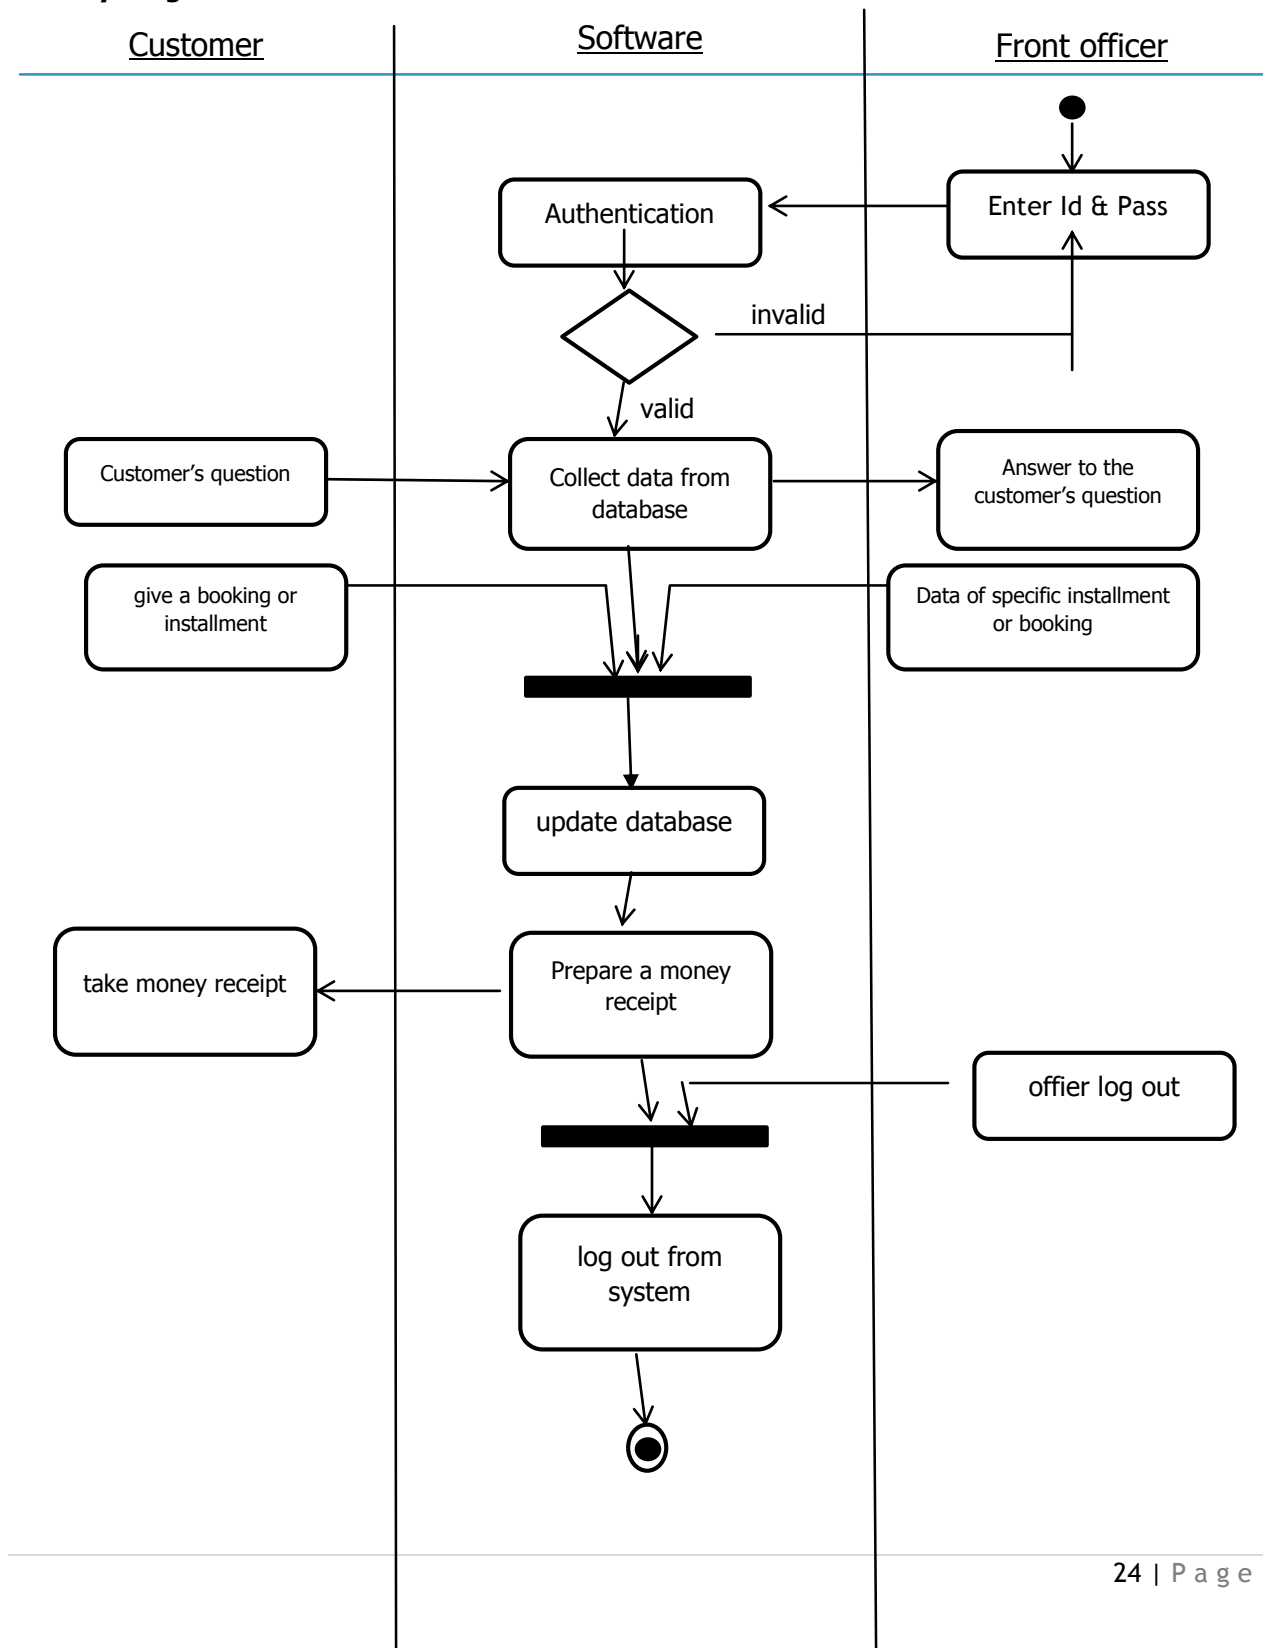 Customer
Software
Front officer
Enter Id & Pass
Authentication
invalid
valid
Customer’s question
Collect data from
database
Answer to the
customer’s question
give a booking or
installment
Data of specific installment
or booking
update database
take money receipt
Prepare a money
receipt
offier log out
log out from
system
24 | P a g e